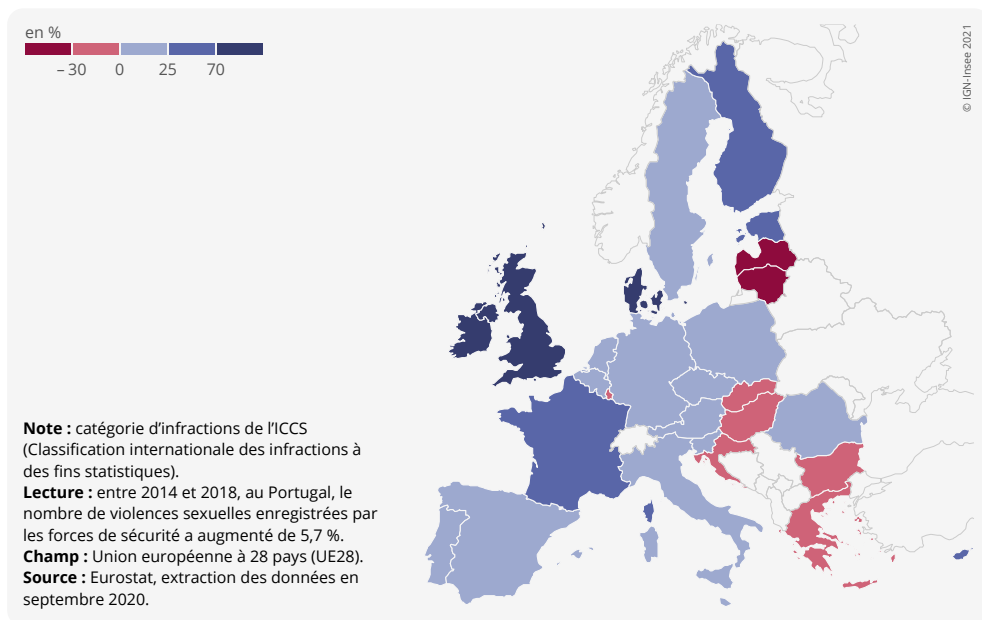 en %
– 30 0 25 70
© IGN-Insee 2021
Note : catégorie d’infractions de l’ICCS
(Classification internationale des infractions à
des fins statistiques).
Lecture : entre 2014 et 2018, au Portugal, le
nombre de violences sexuelles enregistrées par
les forces de sécurité a augmenté de 5,7 %.
Champ : Union européenne à 28 pays (UE28).
Source : Eurostat, extraction des données en
septembre 2020.